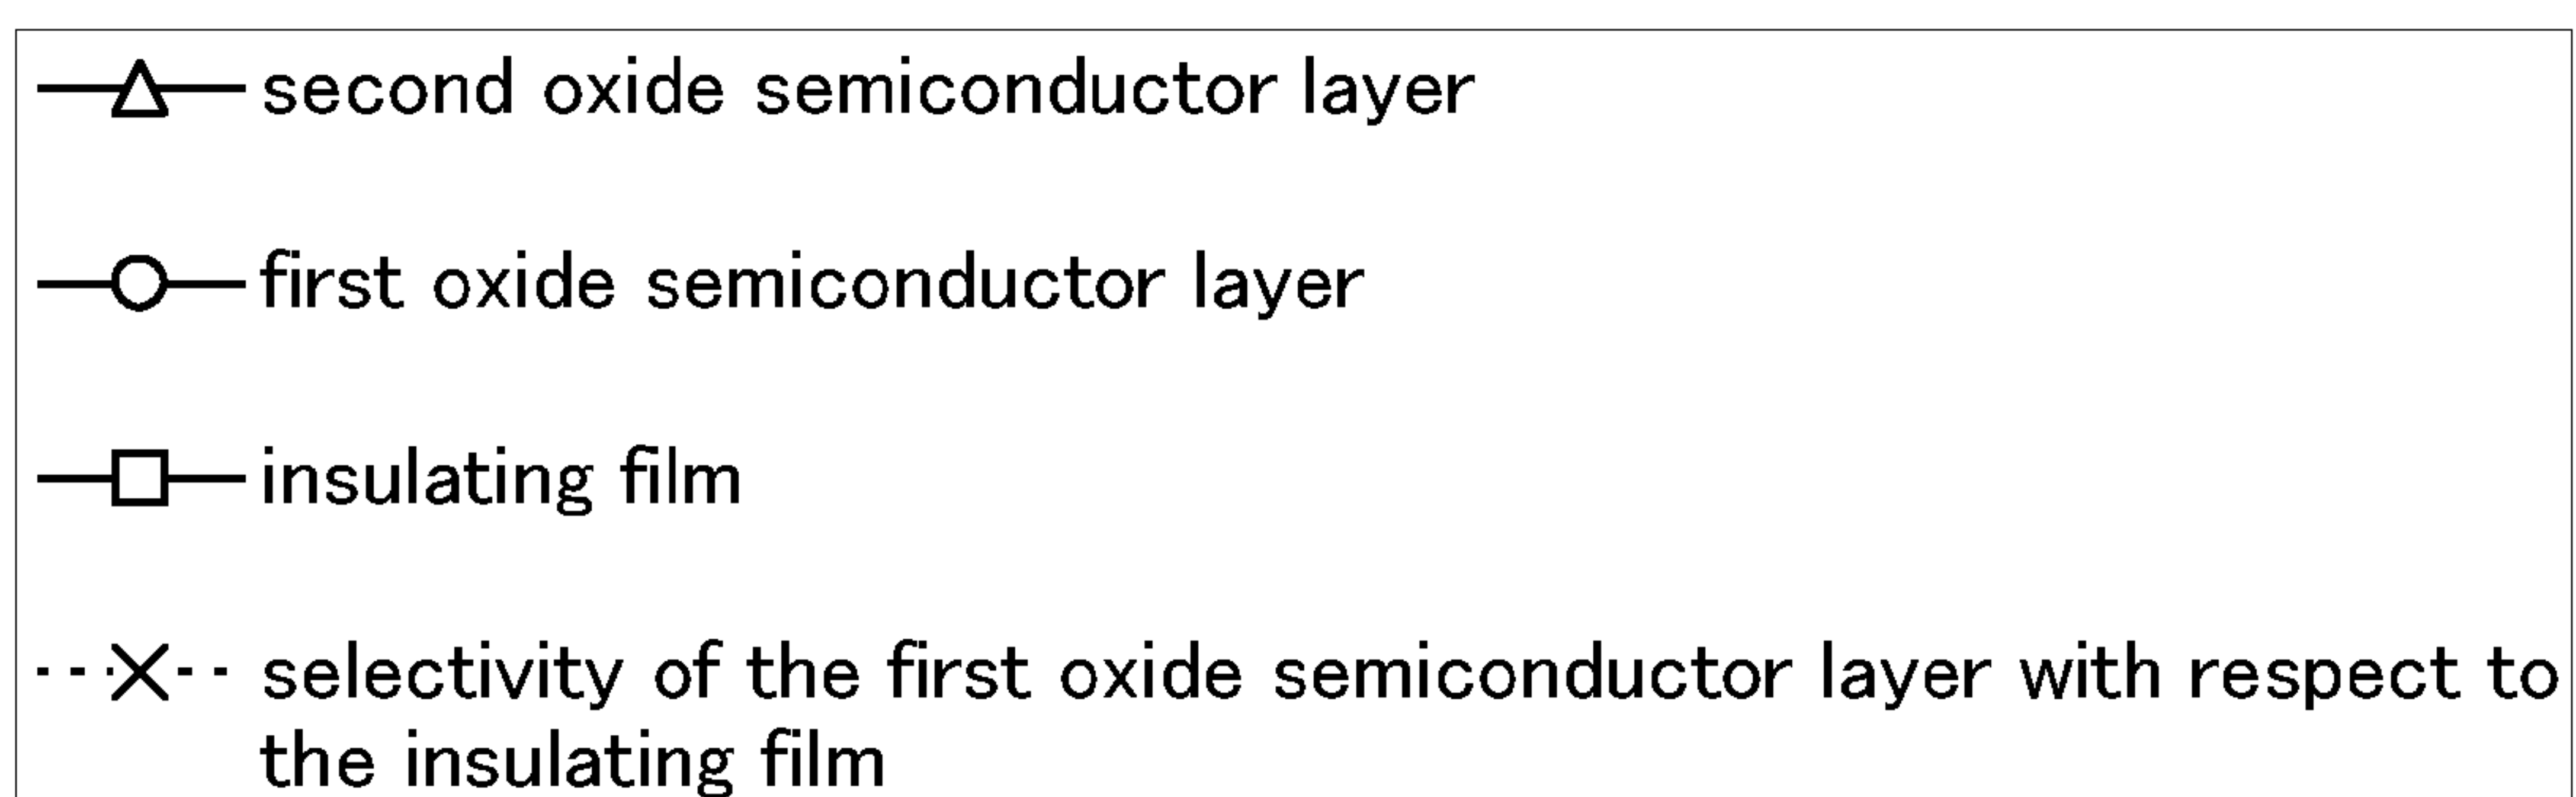 second oxide semiconductor layer
first oxide semiconductor layer
insulating film
selectivity of the first oxide semiconductor layer with respect to
the insulating film